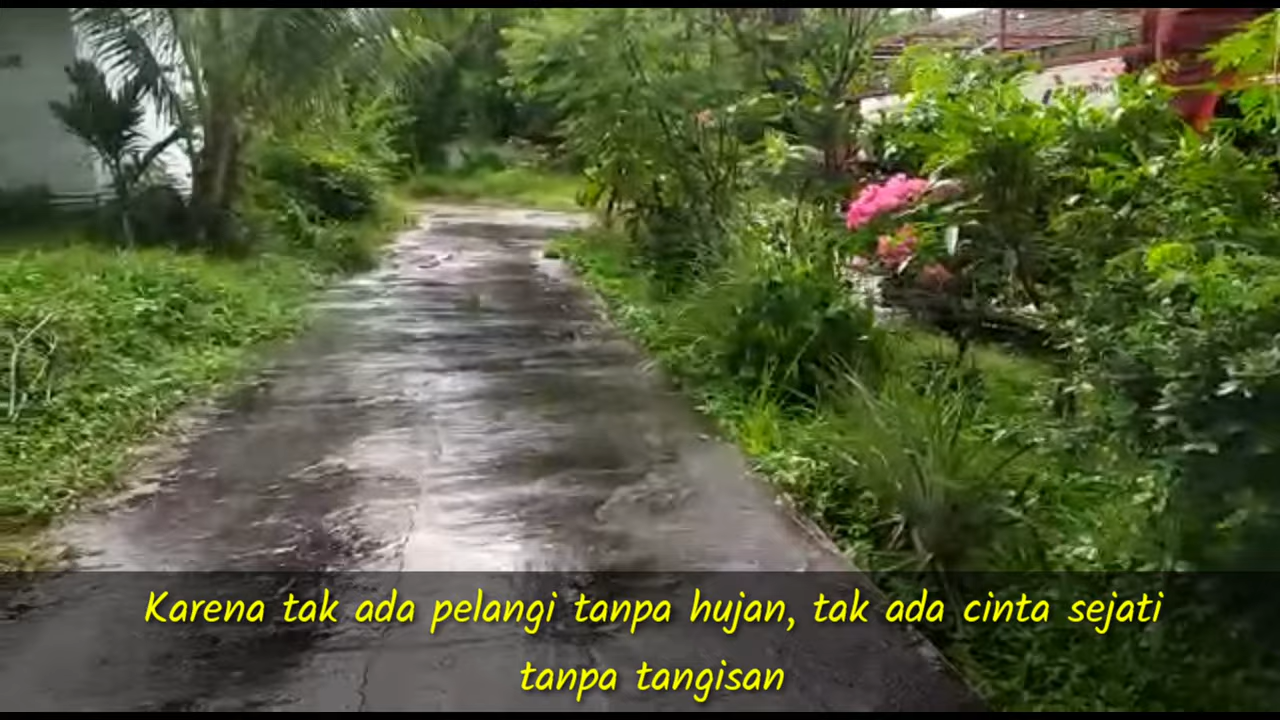 Karena tak ada pelangi tanpa hujan, tak ada cinta sejati
tanpa tangisan